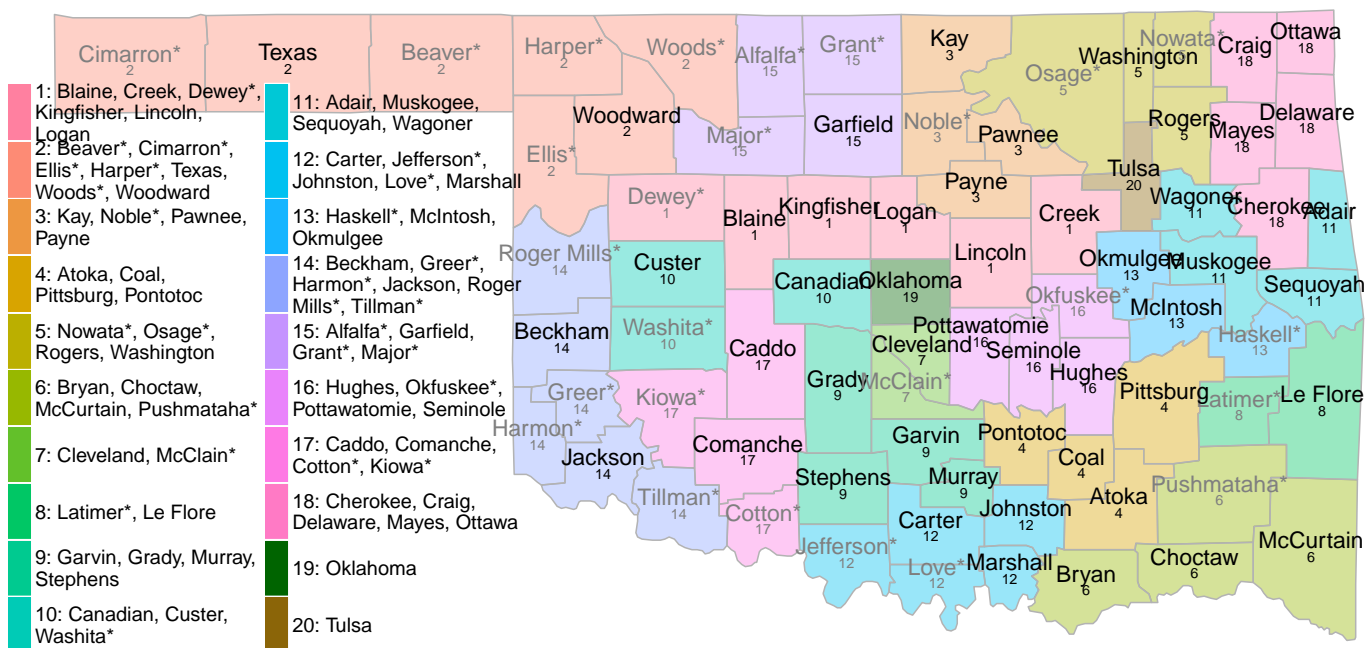 Cimarron*
2
Texas
2
Beaver*
2
Harper*
2
Woods*
2
Alfalfa*
15
Grant*
15
Kay
3
Osage*
5
Washington
5
Nowata*
5
Craig
18
Ottawa
18
Ellis*
2
Woodward
2
Major*
15
Garfield
15
Noble*
3
Pawnee
3
Rogers
5
Mayes
18
Delaware
18
Dewey*
1
Blaine
1
Kingfisher
1
Logan
1
Payne
3
Creek
1
Tulsa
20
Wagoner
11
Cherokee
18
Adair
11
Roger Mills*
14
Custer
10
Canadian
10
Oklahoma
19
Lincoln
1
Okmulgee
13
Muskogee
11
Sequoyah
11
Okfuskee*
16
McIntosh
13
Haskell*
13
Beckham
14
Washita*
10
Caddo
17
Grady
9
Cleveland
7
McClain*
7
Pottawatomie
16
Seminole
16
Hughes
16
Pittsburg
4
Latimer*
8
Le Flore
8
Greer*
14
Harmon*
14
Kiowa*
17
Jackson
14
Comanche
17
Garvin
9
Pontotoc
4
Coal
4
Tillman*
14
Cotton*
17
Stephens
9
Murray
9
Carter
12
Johnston
12
Atoka
4
Pushmataha*
6
McCurtain
6
Jefferson*
12
Love*
12
Marshall
12
Bryan
6
Choctaw
6
1: Blaine, Creek, Dewey*,
Kingfisher, Lincoln,
Logan
2: Beaver*, Cimarron*,
Ellis*, Harper*, Texas,
Woods*, Woodward
3: Kay, Noble*, Pawnee,
Payne
4: Atoka, Coal,
Pittsburg, Pontotoc
5: Nowata*, Osage*,
Rogers, Washington
6: Bryan, Choctaw,
McCurtain, Pushmataha*
7: Cleveland, McClain*
8: Latimer*, Le Flore
9: Garvin, Grady, Murray,
Stephens
10: Canadian, Custer,
Washita*
11: Adair, Muskogee,
Sequoyah, Wagoner
12: Carter, Jefferson*,
Johnston, Love*, Marshall
13: Haskell*, McIntosh,
Okmulgee
14: Beckham, Greer*,
Harmon*, Jackson, Roger
Mills*, Tillman*
15: Alfalfa*, Garfield,
Grant*, Major*
16: Hughes, Okfuskee*,
Pottawatomie, Seminole
17: Caddo, Comanche,
Cotton*, Kiowa*
18: Cherokee, Craig,
Delaware, Mayes, Ottawa
19: Oklahoma
20: Tulsa